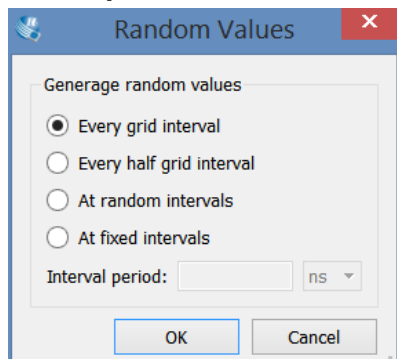 Random Values
Generage random values
Every grid interval
Every half grid interval
At random intervals
At fixed intervals
Interval period: ns
OK Cancel